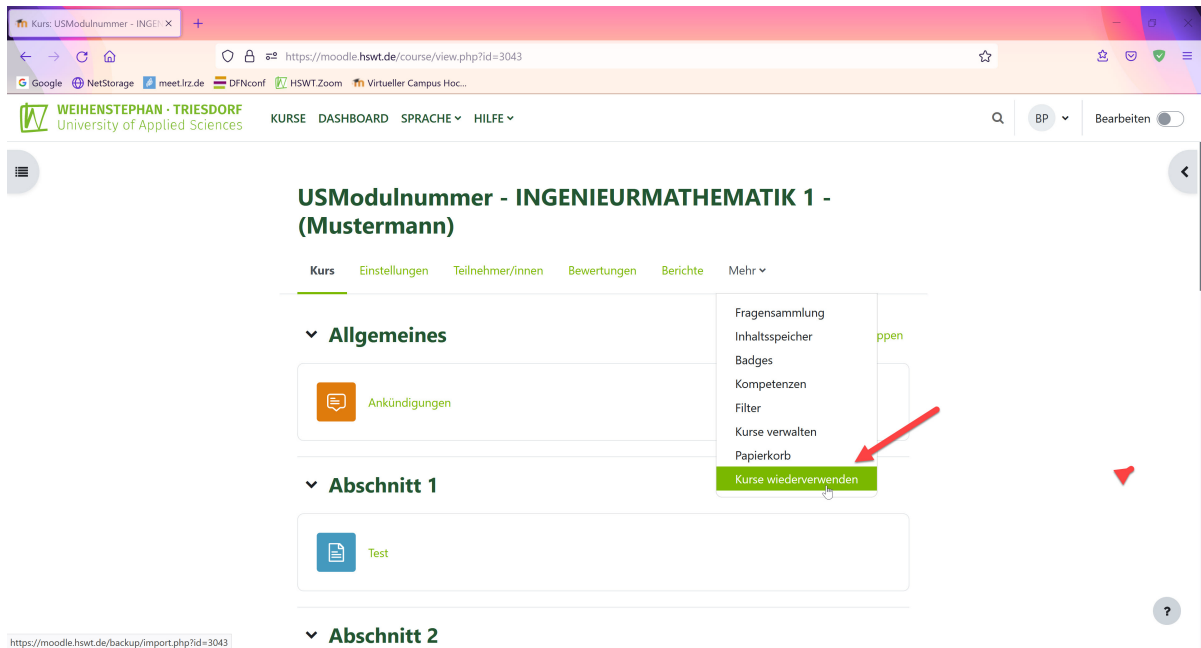 Kurs: USModulnummer - INGEN
https://moodle.hswt.de/course/view.php?id=3043
Google NetStorage meet.lrz.de DFNconf HSWT.Zoom Virtueller Campus Hoc...
WEIHENSTEPHAN · TRIESDORF
University of Applied Sciences
KURSE DASHBOARD SPRACHE HILFE
BP
Bearbeiten
USModulnummer - INGENIEURMATHEMATIK 1 -
(Mustermann)
Kurs Einstellungen Teilnehmer/innen Bewertungen Berichte Mehr
Fragensammlung
Inhaltsspeicher
Badges
Kompetenzen
Filter
Kurse verwalten
Papierkorb
Kurse wiederverwenden
Allgemeines
ppen
Ankündigungen
Abschnitt 1
Test
Abschnitt 2
?
https://moodle.hswt.de/backup/import.php?id=3043